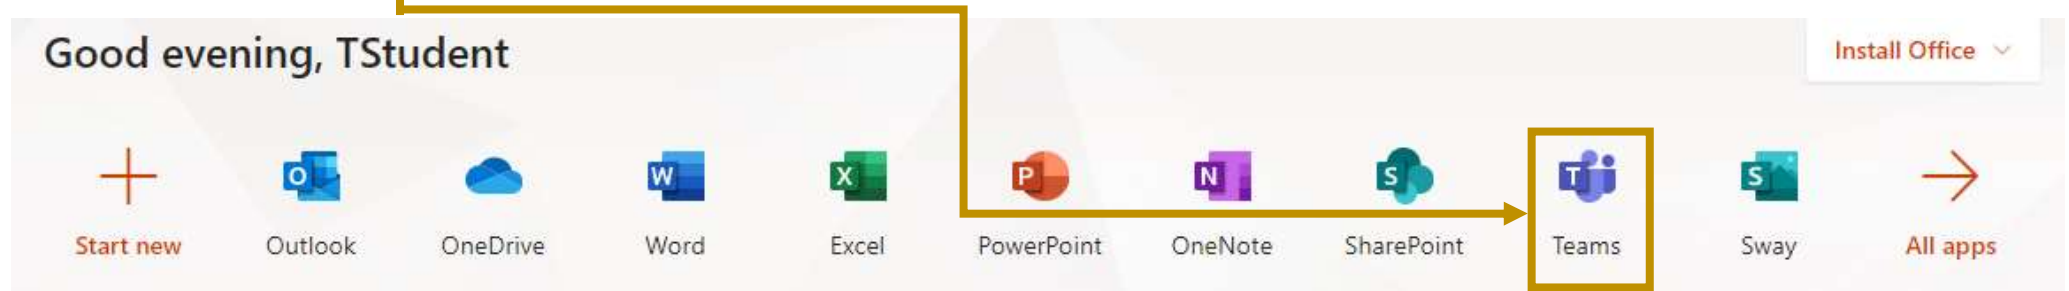 Good evening, TStudent
Install Office
O
W
X
P
N
S
T
S
Start new
Outlook
OneDrive
Word
Excel
PowerPoint
OneNote
SharePoint
Teams
Sway
All apps